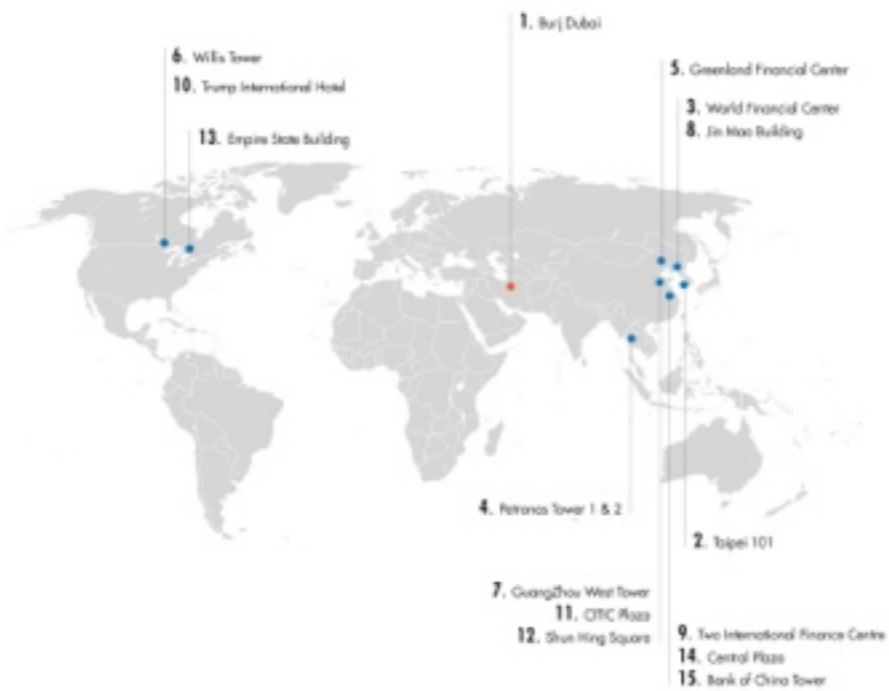 1. Burj Dubai
6. Willis Tower
10. Trump International Hotel
13. Empire State Building
5. Greenland Financial Center
3. World Financial Center
8. Jin Mao Building
4. Petronas Tower 1 & 2
2. Taipei 101
7. GuangZhou West Tower
11. CITIC Plaza
12. Shun Hing Square
9. Two International Finance Centre
14. Central Plaza
15. Bank of China Tower